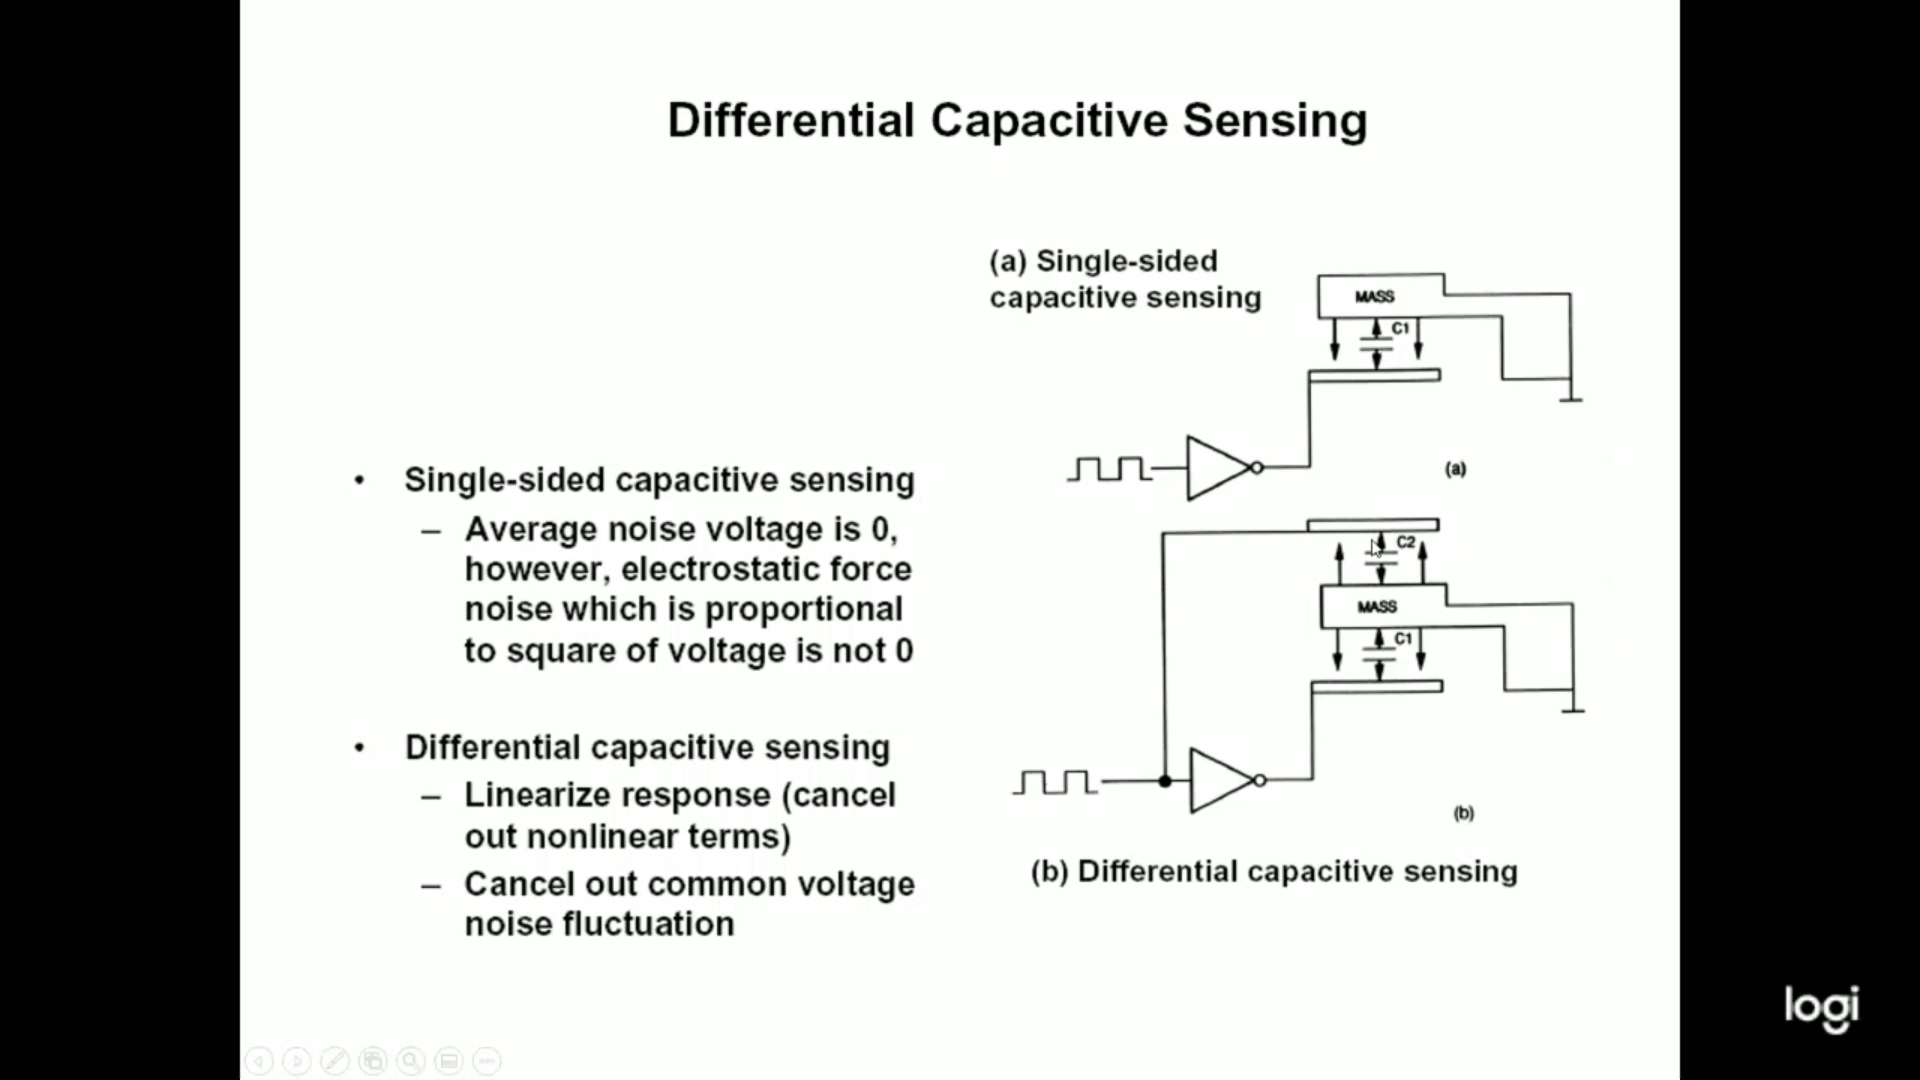 Differential Capacitive Sensing
(a) Single-sided
capacitive sensing
MASS
C1
(a)
• Single-sided capacitive sensing
– Average noise voltage is 0,
however, electrostatic force
noise which is proportional
to square of voltage is not 0
• Differential capacitive sensing
– Linearize response (cancel
out nonlinear terms)
– Cancel out common voltage
noise fluctuation
C2
MASS
C1
(b)
(b) Differential capacitive sensing
logi